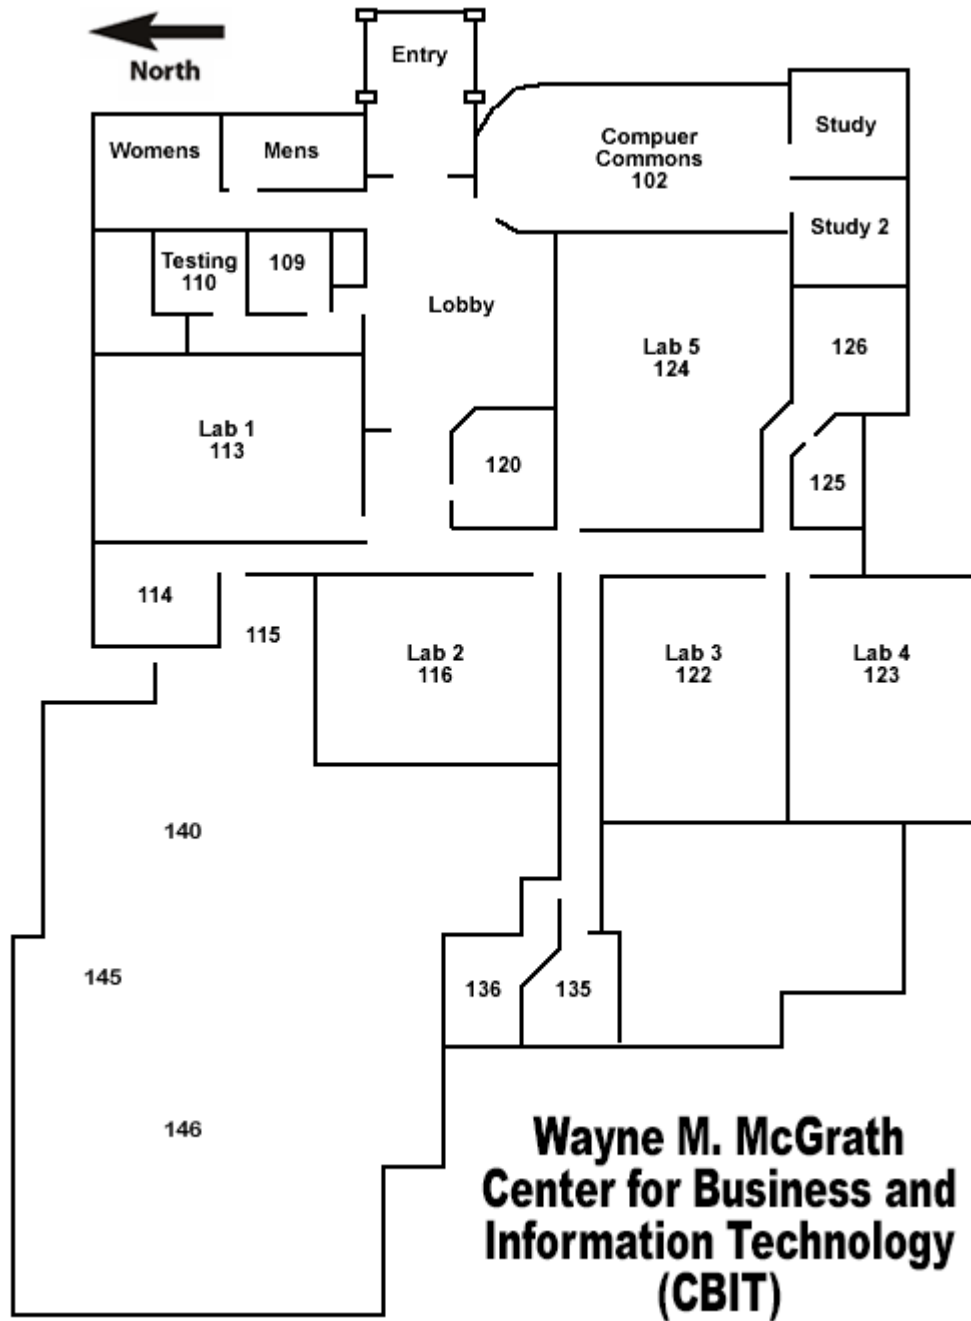 North
Entry
Womens
Mens
Compuer
Commons
102
Study
Study 2
Testing
110
109
Lobby
Lab 5
124
126
Lab 1
113
120
125
114
115
Lab 2
116
Lab 3
122
Lab 4
123
140
145
136
135
146
Wayne M. McGrath
Center for Business and
Information Technology
(CBIT)